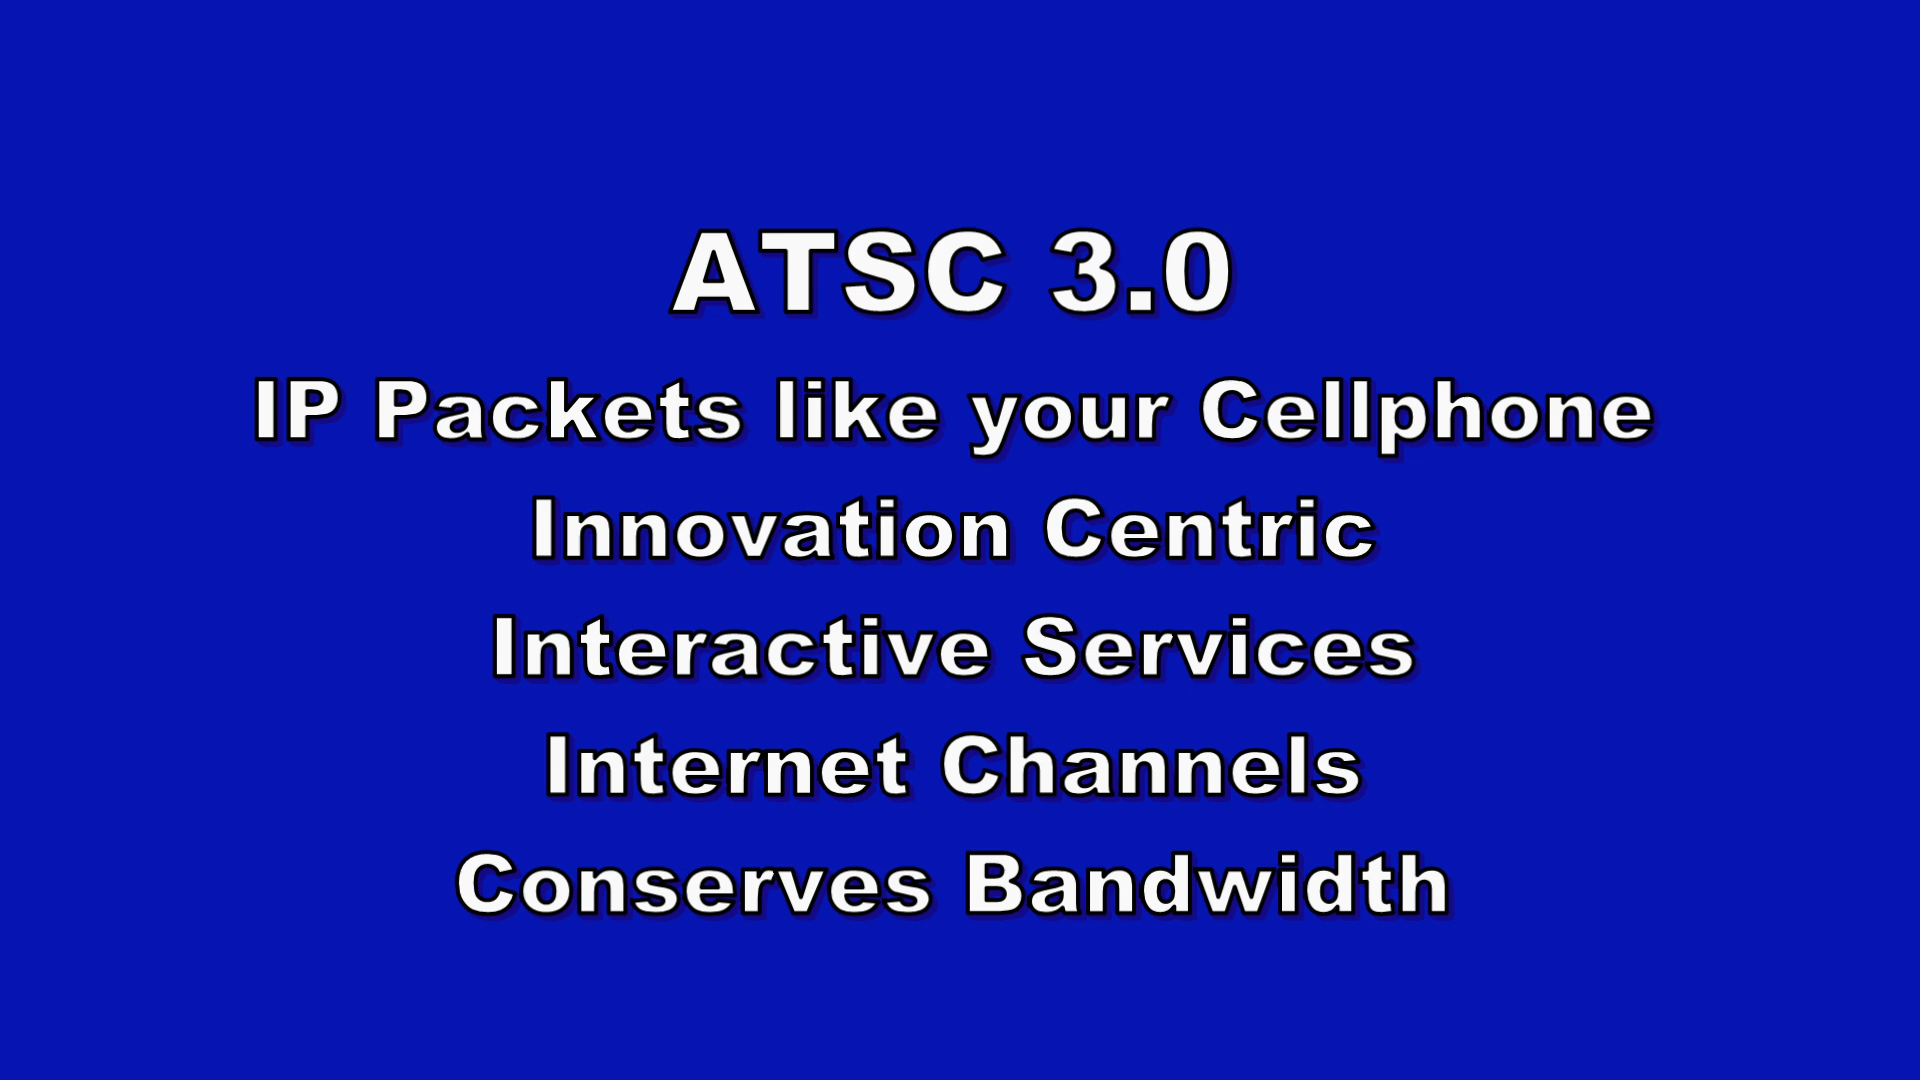 ATSC 3.0
IP Packets like your Cellphone
Innovation Centric
Interactive Services
Internet Channels
Conserves Bandwidth